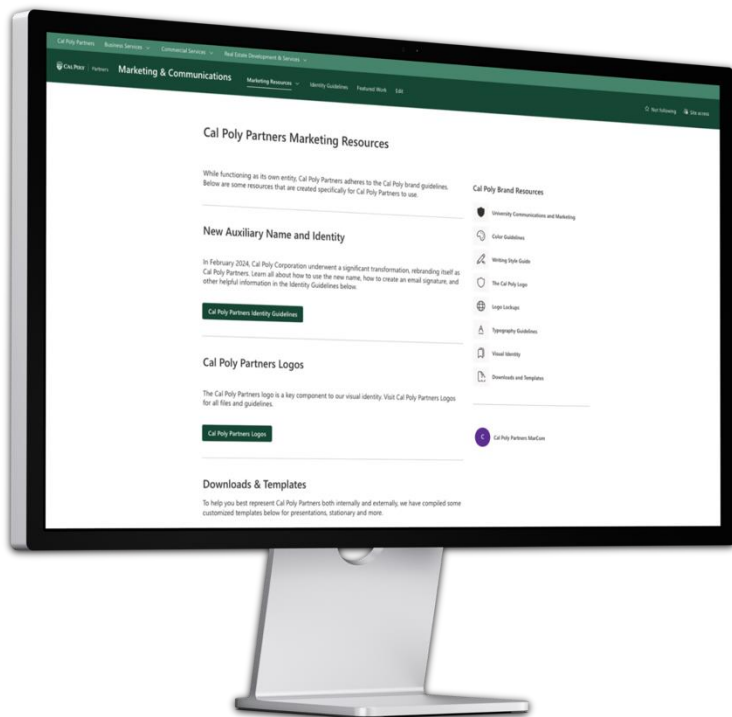 Cal Poly Partners Business Services Commercial Services Real Estate Development & Services
CAL POLY | Partners Marketing & Communications Marketing Resources Identity Guidelines Featured Work Edit
Not following Site access
Cal Poly Partners Marketing Resources
While functioning as its own entity, Cal Poly Partners adheres to the Cal Poly brand guidelines.
Below are some resources that are created specifically for Cal Poly Partners to use.
New Auxiliary Name and Identity
In February 2024, Cal Poly Corporation underwent a significant transformation, rebranding itself as
Cal Poly Partners. Learn all about how to use the new name, how to create an email signature, and
other helpful information in the Identity Guidelines below.
Cal Poly Partners Identity Guidelines
Cal Poly Partners Logos
The Cal Poly Partners logo is a key component to our visual identity. Visit Cal Poly Partners Logos
for all files and guidelines.
Cal Poly Partners Logos
Downloads & Templates
To help you best represent Cal Poly Partners both internally and externally, we have compiled some
customized templates below for presentations, stationary and more.
Cal Poly Brand Resources
University Communications and Marketing
Color Guidelines
Writing Style Guide
The Cal Poly Logo
Logo Lockups
Typography Guidelines
Visual Identity
Downloads and Templates
C Cal Poly Partners MarCom